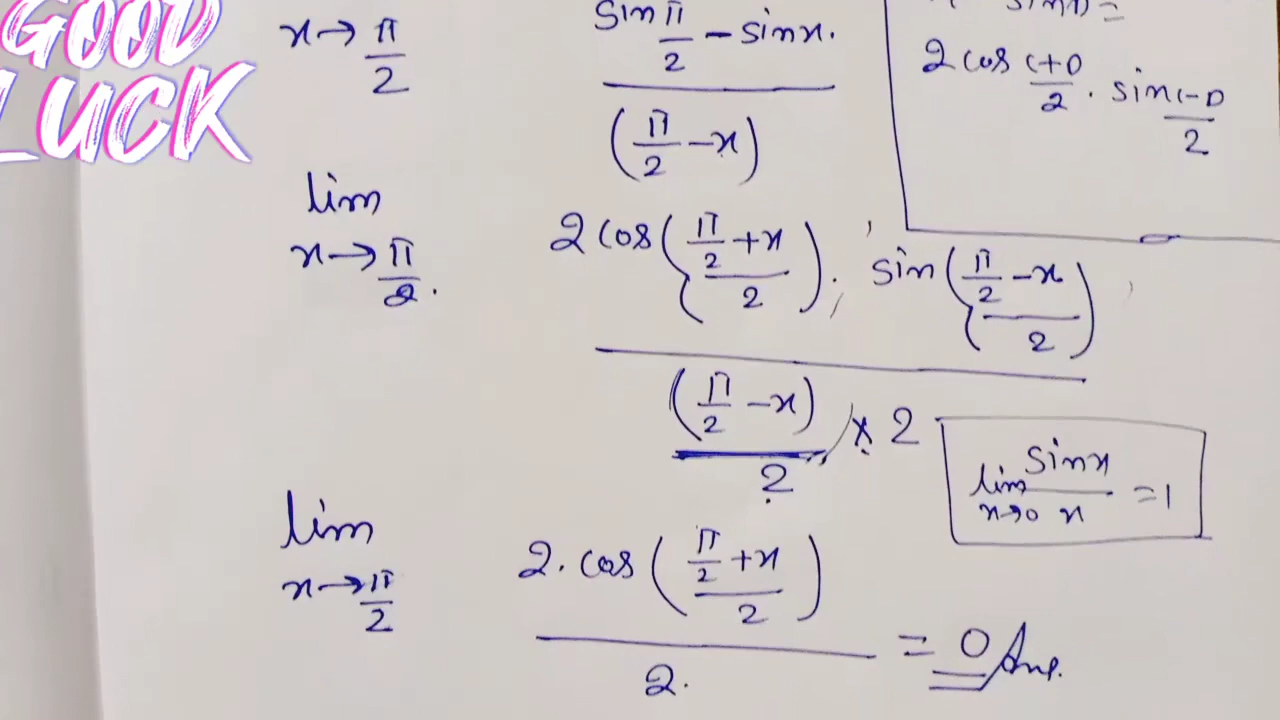 GOOD
LUCK
x→π/2 (sin π/2 − sin x.)/(π/2 − x)
2 cos (C+D)/2 . sin (C−D)/2
lim x→π/2. 2 cos((π/2 + x)/2) . sin((π/2 − x)/2)
(π/2 − x)/2 × 2
lim x→0 sin x/x = 1
lim x→π/2 2. cos((π/2 + x)/2)/2. = 0 Ans.